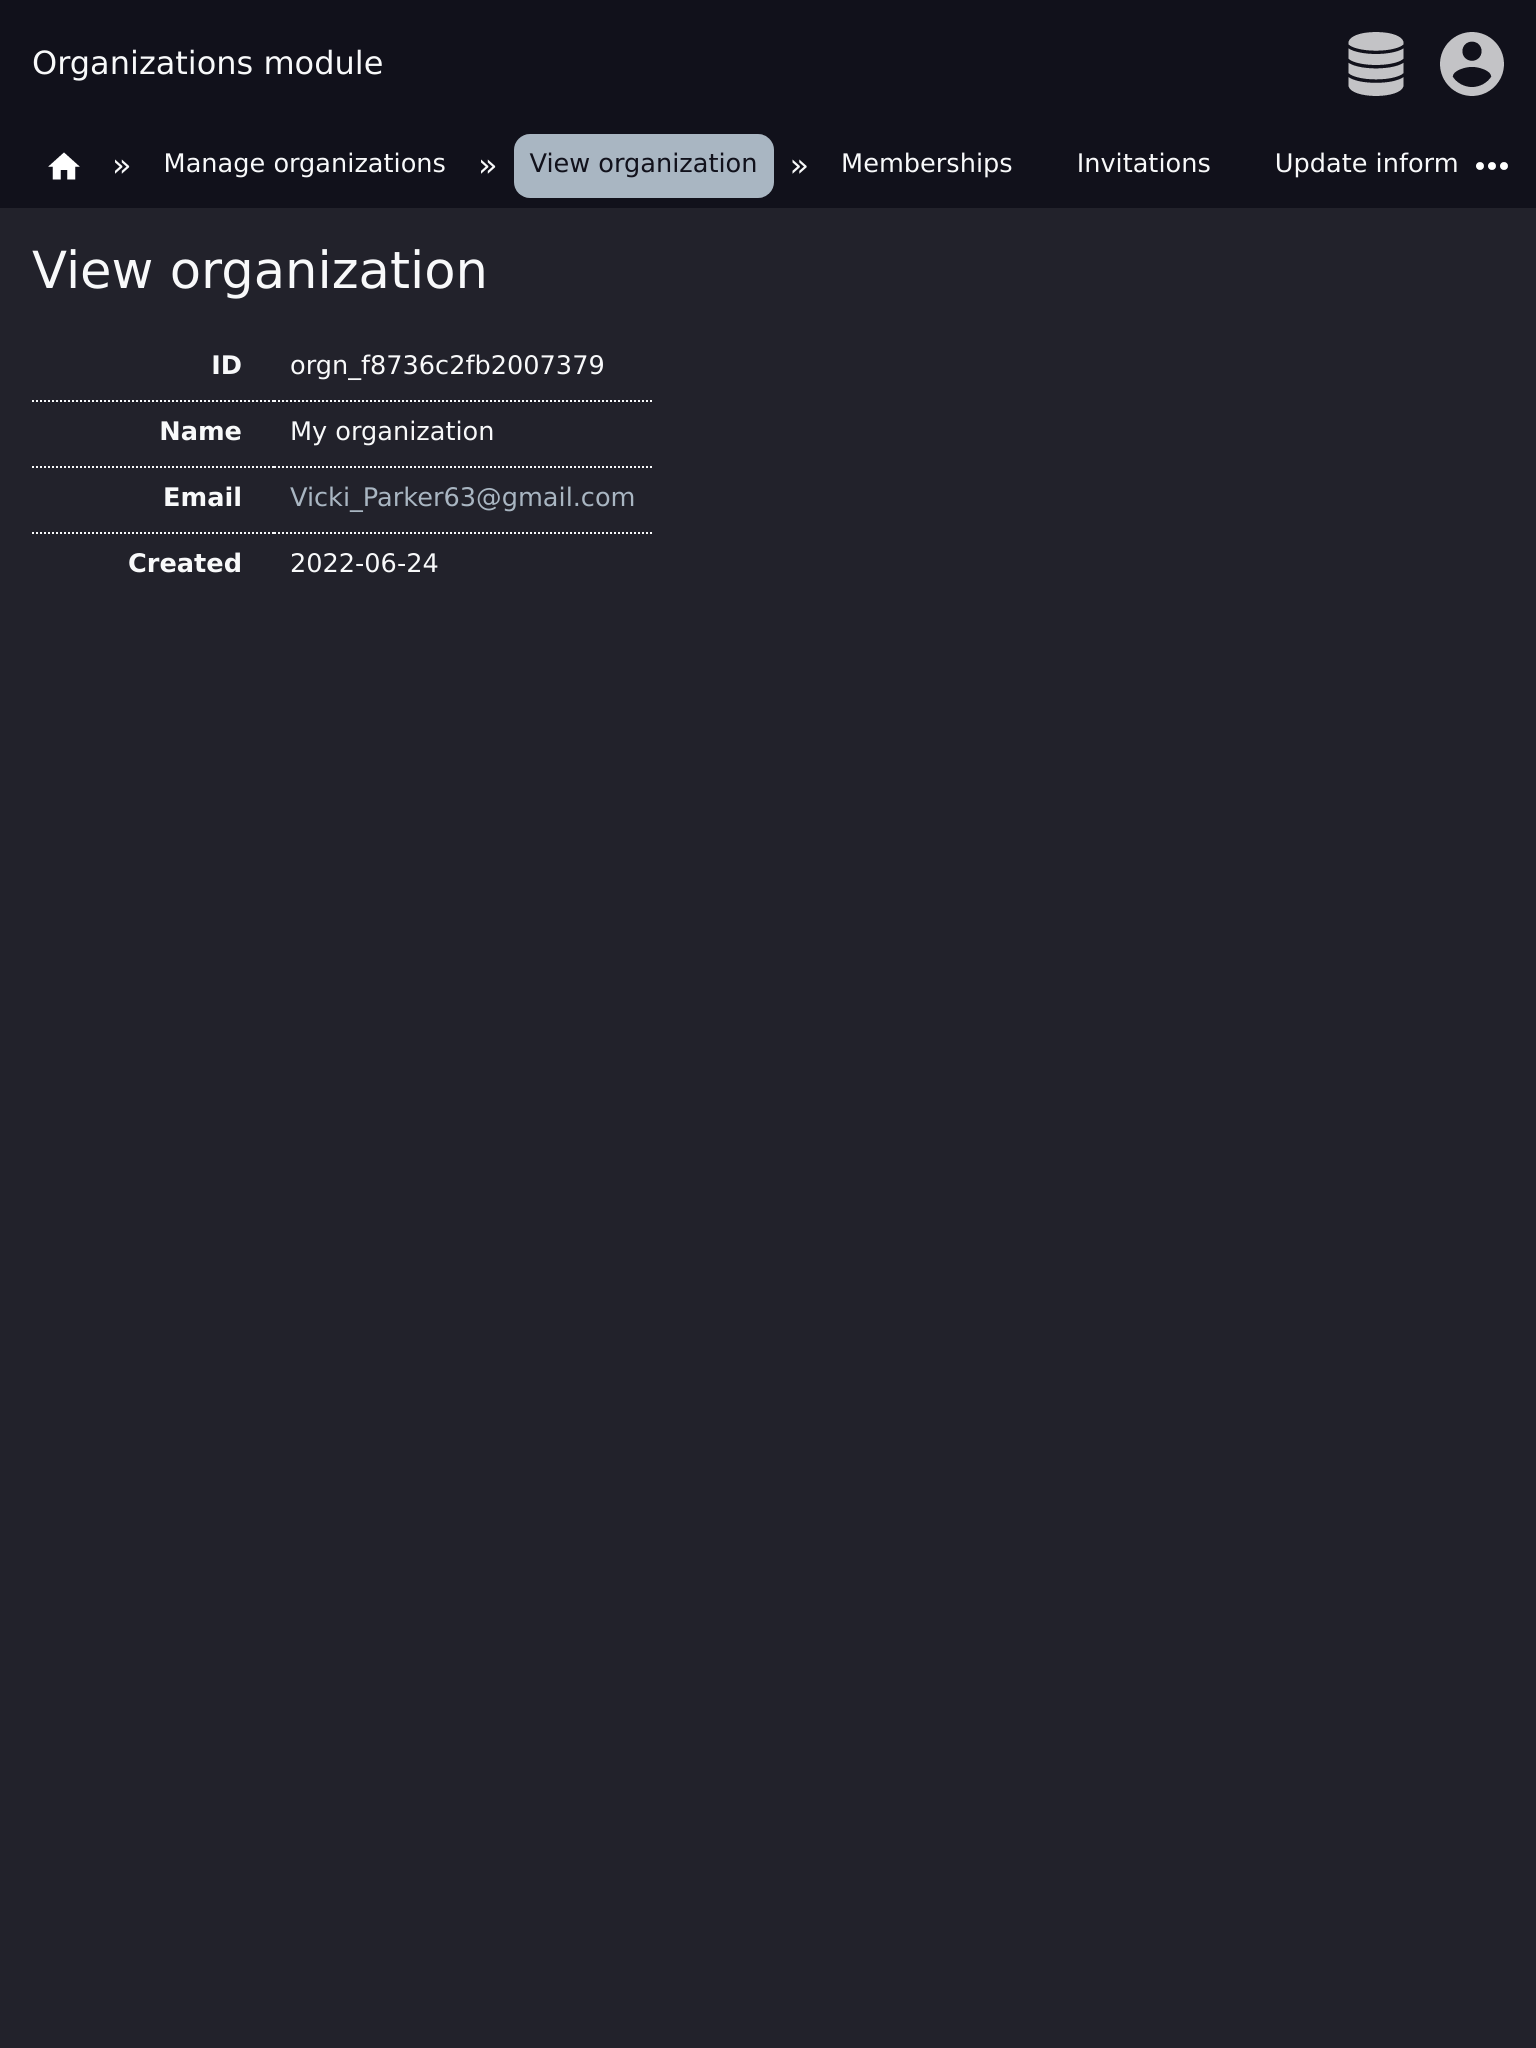 Organizations module
» Manage organizations » View organization » Memberships Invitations Update inform •••
View organization
ID orgn_f8736c2fb2007379
Name My organization
Email Vicki_Parker63@gmail.com
Created 2022-06-24